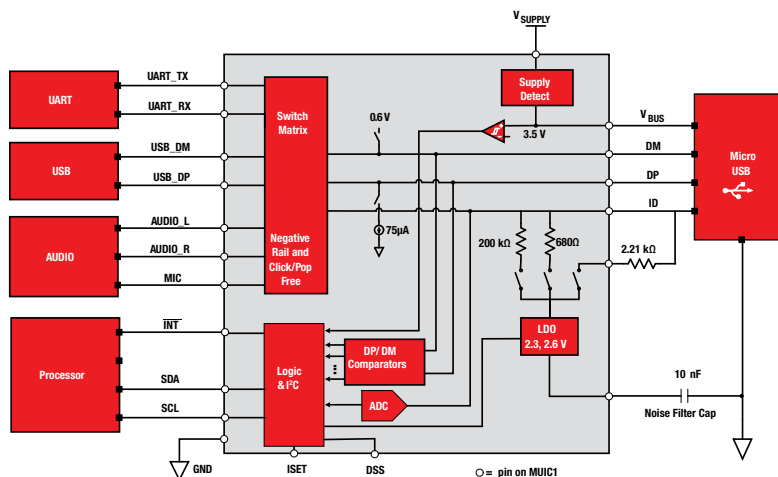 V SUPPLY
UART
UART_TX
UART_RX
Switch
Matrix
Supply
Detect
0.6 V
3.5 V
V BUS
USB
USB_DM
USB_DP
DM
DP
ID
Micro
USB
AUDIO
AUDIO_L
AUDIO_R
MIC
Negative
Rail and
Click/Pop
Free
75µA
200 kΩ
680Ω
2.21 kΩ
Processor
INT
SDA
SCL
Logic
& I²C
DP/ DM
Comparators
ADC
LDO
2.3, 2.6 V
10 nF
Noise Filter Cap
GND
ISET
DSS
= pin on MUIC1